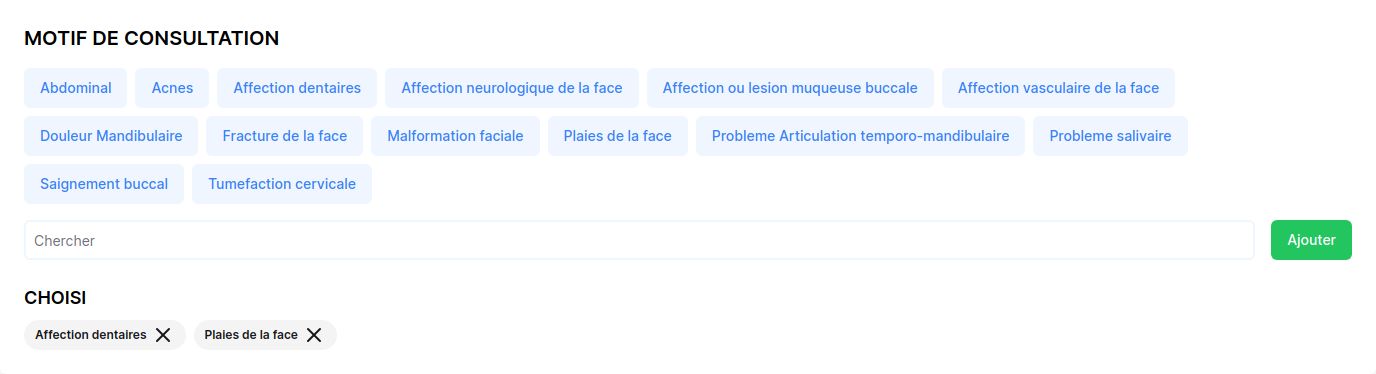 MOTIF DE CONSULTATION
Abdominal Acnes Affection dentaires Affection neurologique de la face Affection ou lesion muqueuse buccale Affection vasculaire de la face
Douleur Mandibulaire Fracture de la face Malformation faciale Plaies de la face Probleme Articulation temporo-mandibulaire Probleme salivaire
Saignement buccal Tumefaction cervicale
Chercher Ajouter
CHOISI
Affection dentaires Plaies de la face